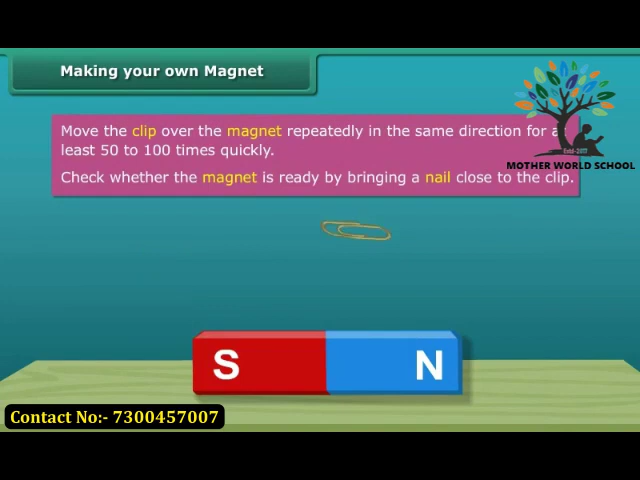 Making your own Magnet
Move the clip over the magnet repeatedly in the same direction for at
least 50 to 100 times quickly.
Check whether the magnet is ready by bringing a nail close to the clip.
Estd-2017
MOTHER WORLD SCHOOL
S N
Contact No:- 7300457007